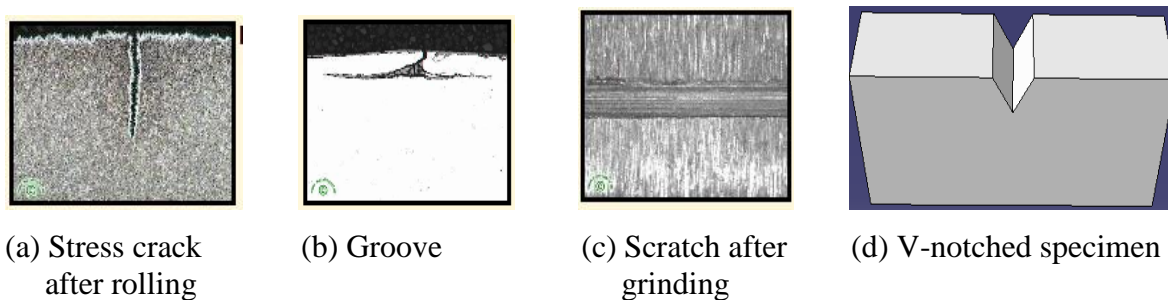 (a) Stress crack
after rolling
(b) Groove
(c) Scratch after
grinding
(d) V-notched specimen